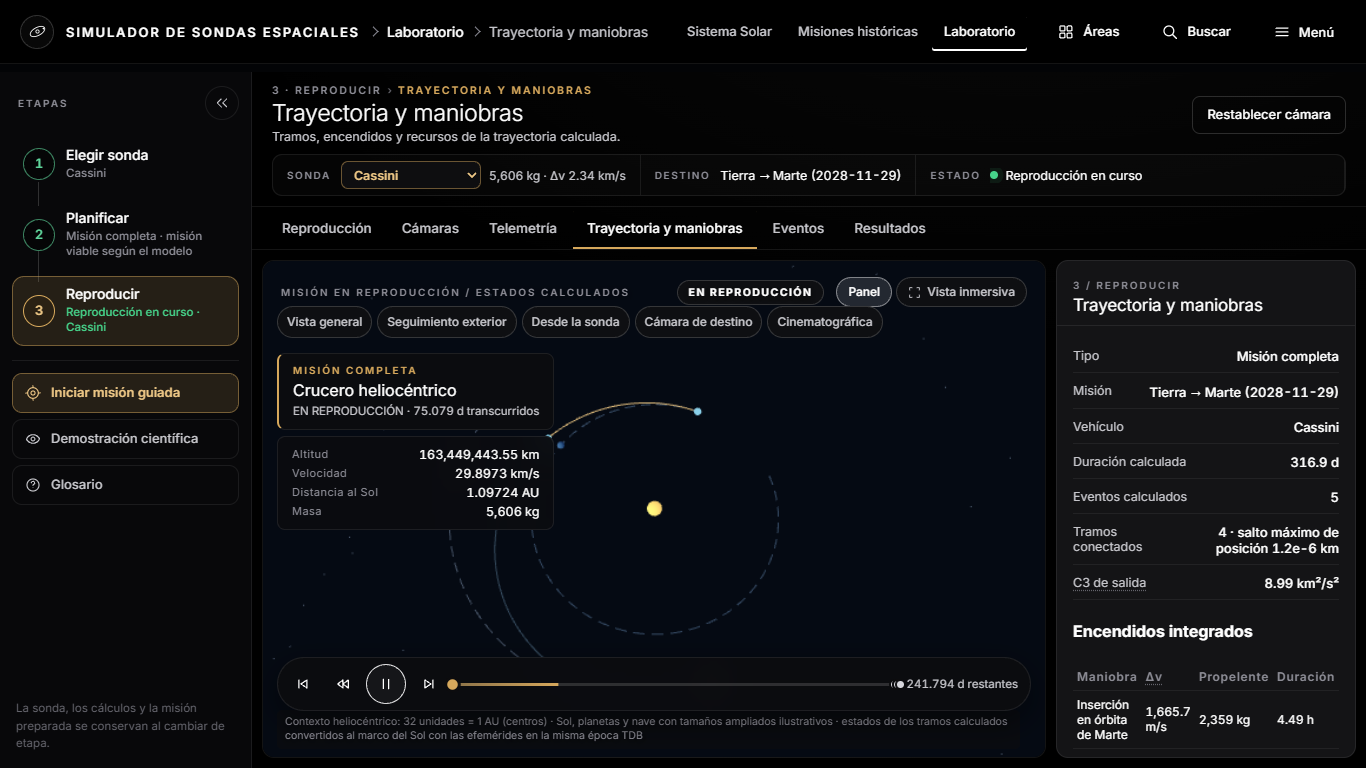 SIMULADOR DE SONDAS ESPACIALES > Laboratorio > Trayectoria y maniobras
Sistema Solar
Misiones históricas
Laboratorio
Áreas
Buscar
Menú
ETAPAS
1
Elegir sonda
Cassini
2
Planificar
Misión completa · misión
viable según el modelo
3
Reproducir
Reproducción en curso ·
Cassini
Iniciar misión guiada
Demostración científica
Glosario
La sonda, los cálculos y la misión
preparada se conservan al cambiar de
etapa.
3 · REPRODUCIR › TRAYECTORIA Y MANIOBRAS
Trayectoria y maniobras
Tramos, encendidos y recursos de la trayectoria calculada.
Restablecer cámara
SONDA Cassini 5,606 kg · Δv 2.34 km/s
DESTINO Tierra → Marte (2028-11-29)
ESTADO Reproducción en curso
Reproducción
Cámaras
Telemetría
Trayectoria y maniobras
Eventos
Resultados
MISIÓN EN REPRODUCCIÓN / ESTADOS CALCULADOS
EN REPRODUCCIÓN
Panel
Vista inmersiva
Vista general
Seguimiento exterior
Desde la sonda
Cámara de destino
Cinematográfica
MISIÓN COMPLETA
Crucero heliocéntrico
EN REPRODUCCIÓN · 75.079 d transcurridos
Altitud 163,449,443.55 km
Velocidad 29.8973 km/s
Distancia al Sol 1.09724 AU
Masa 5,606 kg
241.794 d restantes
Contexto heliocéntrico: 32 unidades = 1 AU (centros) · Sol, planetas y nave con tamaños ampliados ilustrativos · estados de los tramos calculados
convertidos al marco del Sol con las efemérides en la misma época TDB
3 / REPRODUCIR
Trayectoria y maniobras
Tipo Misión completa
Misión Tierra → Marte (2028-11-29)
Vehículo Cassini
Duración calculada 316.9 d
Eventos calculados 5
Tramos conectados 4 · salto máximo de
posición 1.2e-6 km
C3 de salida 8.99 km²/s²
Encendidos integrados
Maniobra Δv Propelente Duración
Inserción en órbita de Marte 1,665.7 m/s 2,359 kg 4.49 h